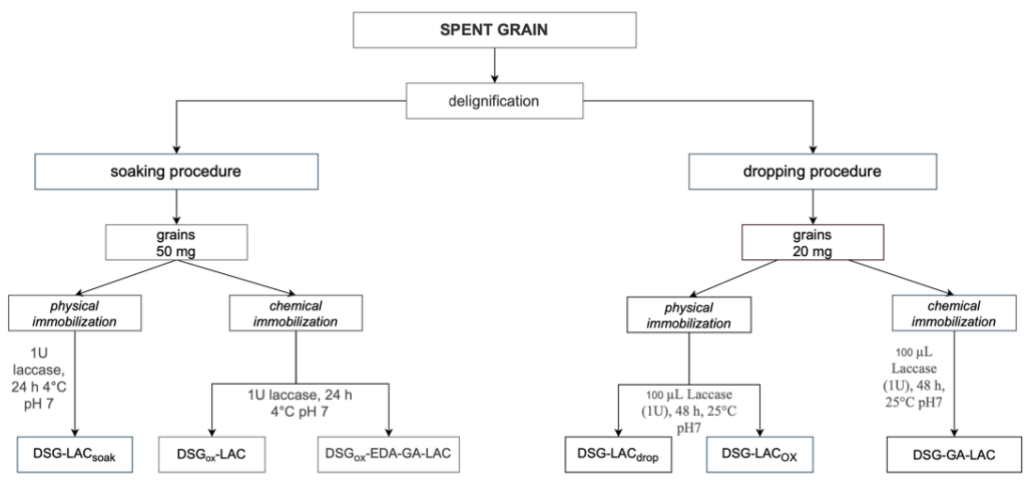 SPENT GRAIN
delignification
soaking procedure
dropping procedure
grains
50 mg
grains
20 mg
physical
immobilization
chemical
immobilization
physical
immobilization
chemical
immobilization
1U
laccase,
24 h 4°C
pH 7
1U laccase, 24 h
4°C pH 7
100 µL Laccase
(1U), 48 h, 25°C
pH7
100 µL
Laccase
(1U), 48 h,
25°C pH7
DSG-LACsoak
DSGox-LAC
DSGox-EDA-GA-LAC
DSG-LACdrop
DSG-LACOX
DSG-GA-LAC